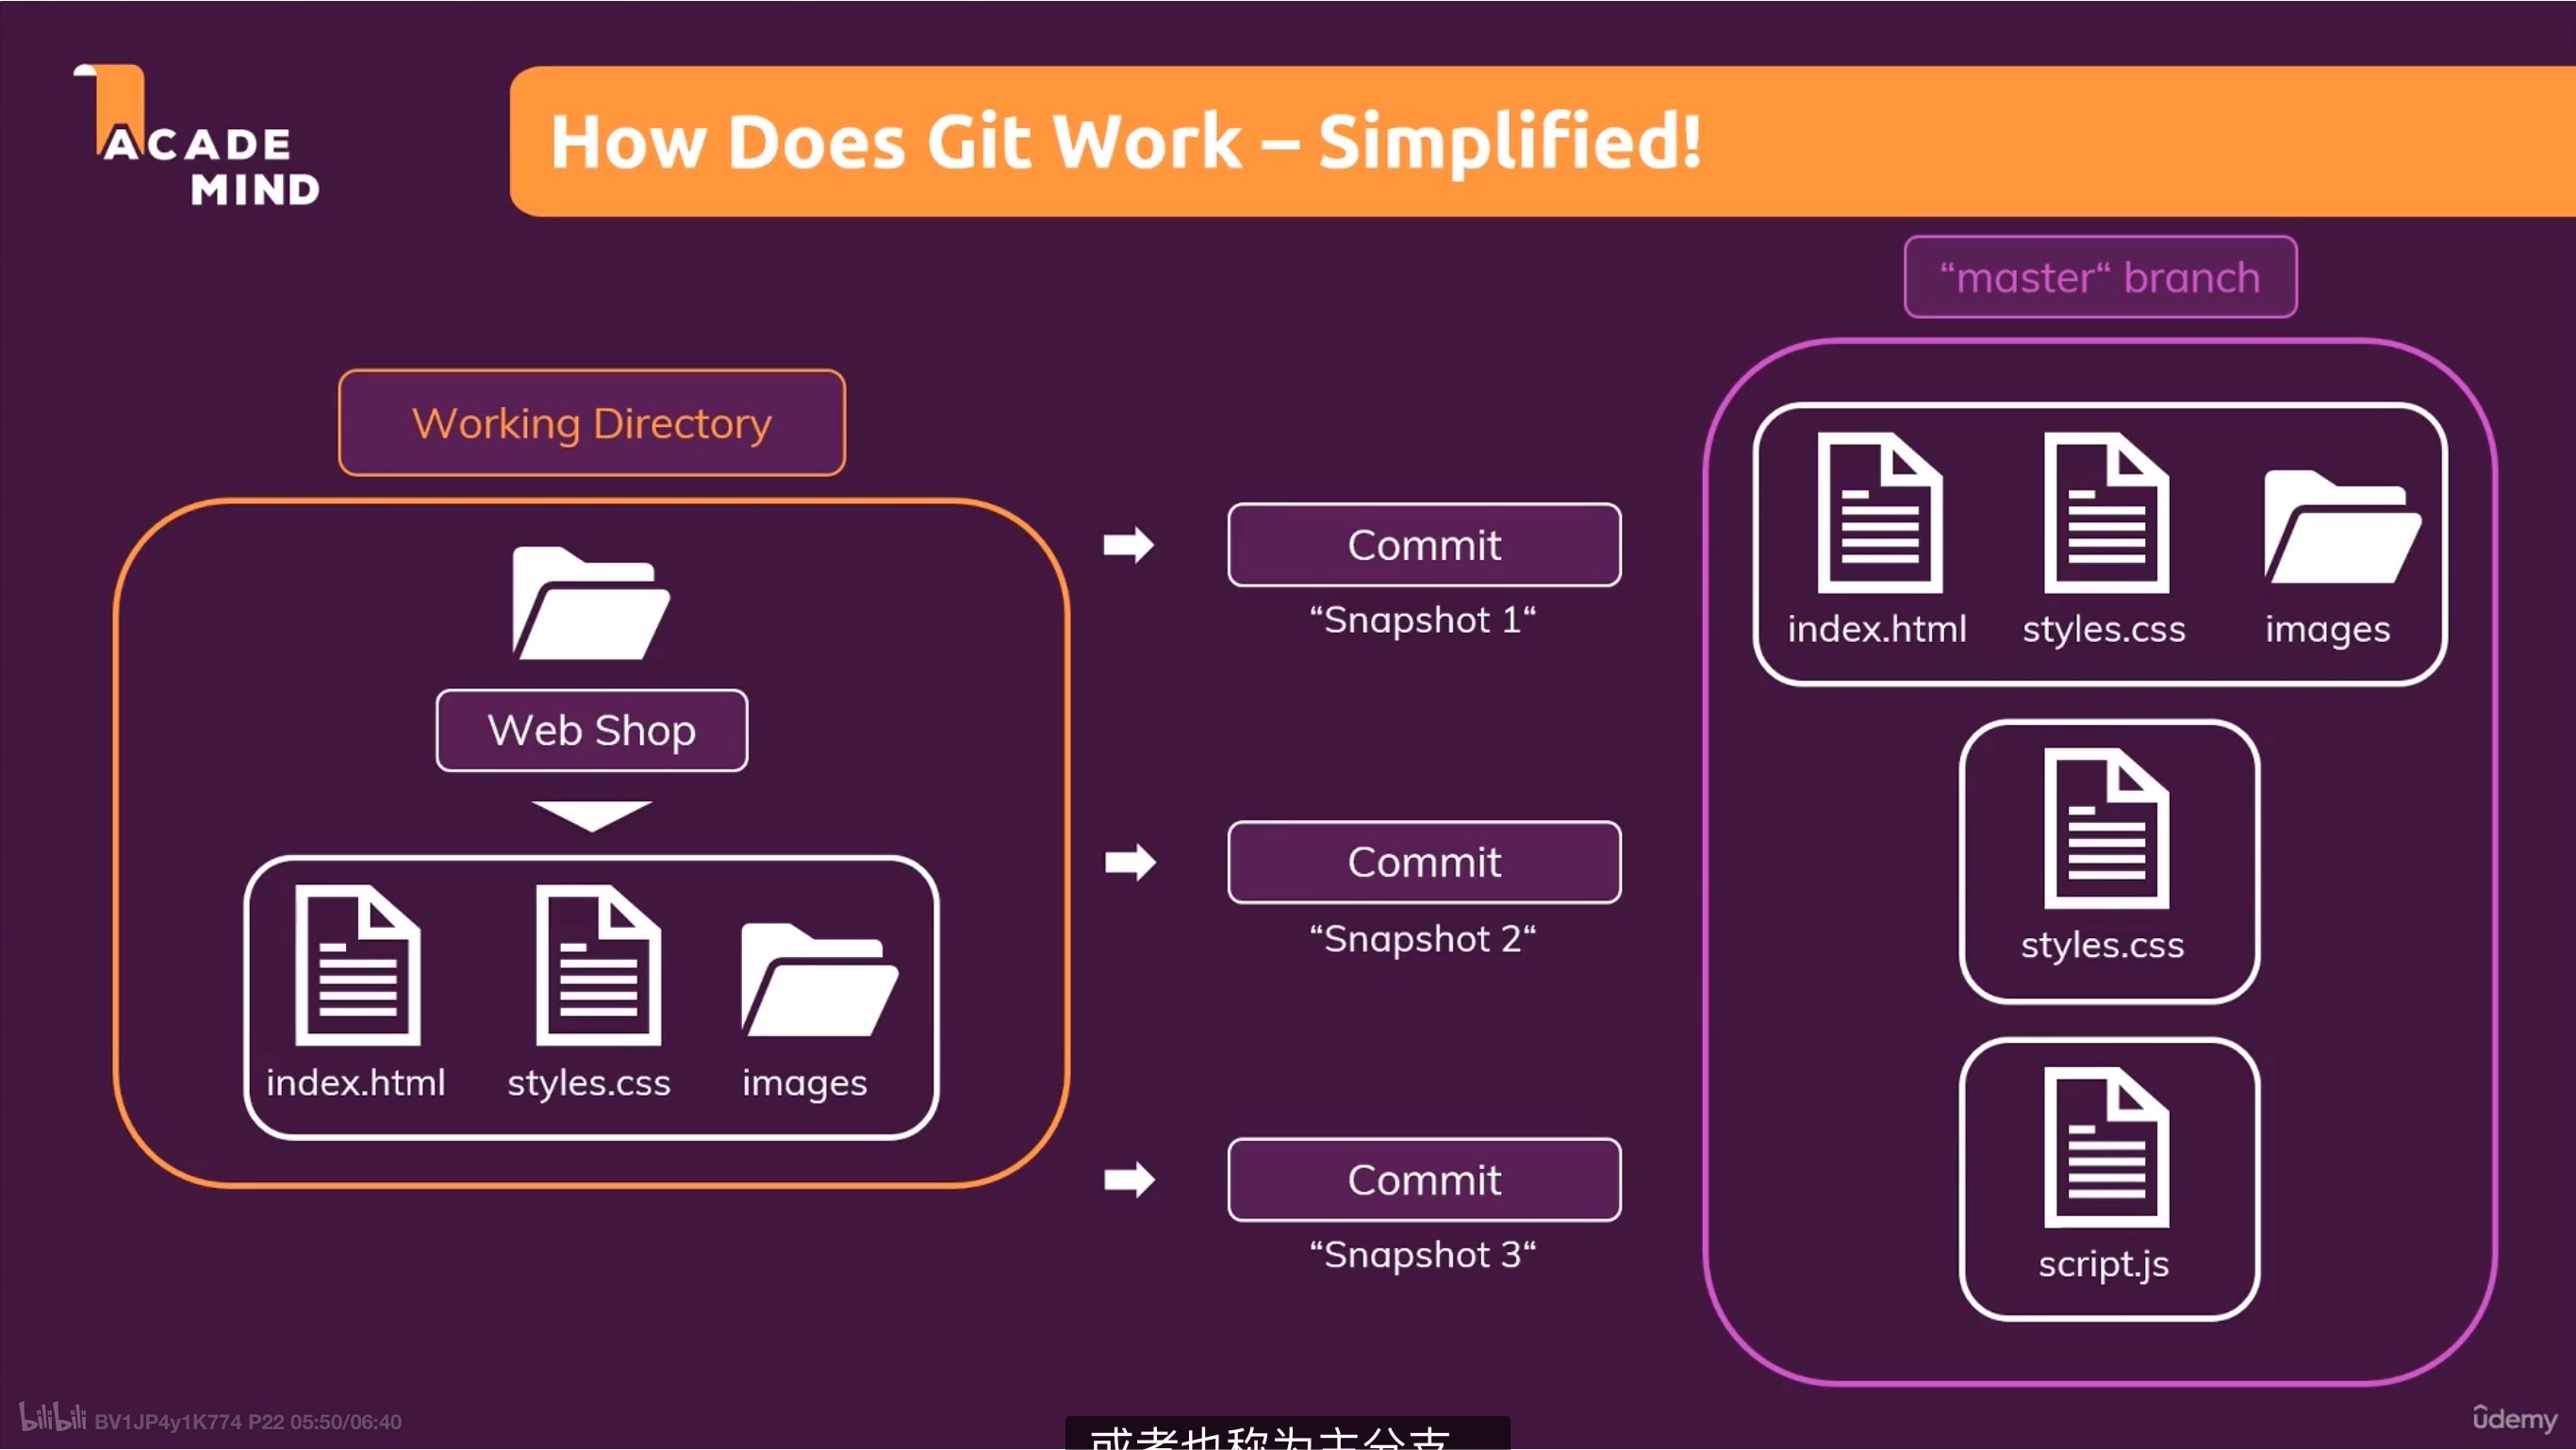 ACADE
MIND
How Does Git Work – Simplified!
“master“ branch
Working Directory
Web Shop
index.html
styles.css
images
Commit
“Snapshot 1“
Commit
“Snapshot 2“
Commit
“Snapshot 3“
index.html
styles.css
images
styles.css
script.js
bilibili BV1JP4y1K774 P22 05:50/06:40
或者也称为主分支
ûdemy